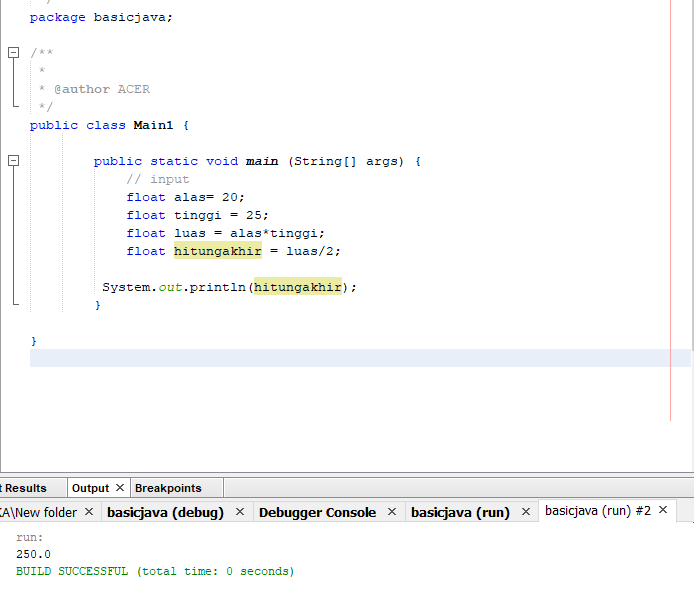 package basicjava;
/**
*
* @author ACER
*/
public class Main1 {
public static void main (String[] args) {
// input
float alas= 20;
float tinggi = 25;
float luas = alas*tinggi;
float hitungakhir = luas/2;
System.out.println(hitungakhir);
}
}
t Results Output × Breakpoints
KA\New folder × basicjava (debug) × Debugger Console × basicjava (run) × basicjava (run) #2 ×
run:
250.0
BUILD SUCCESSFUL (total time: 0 seconds)